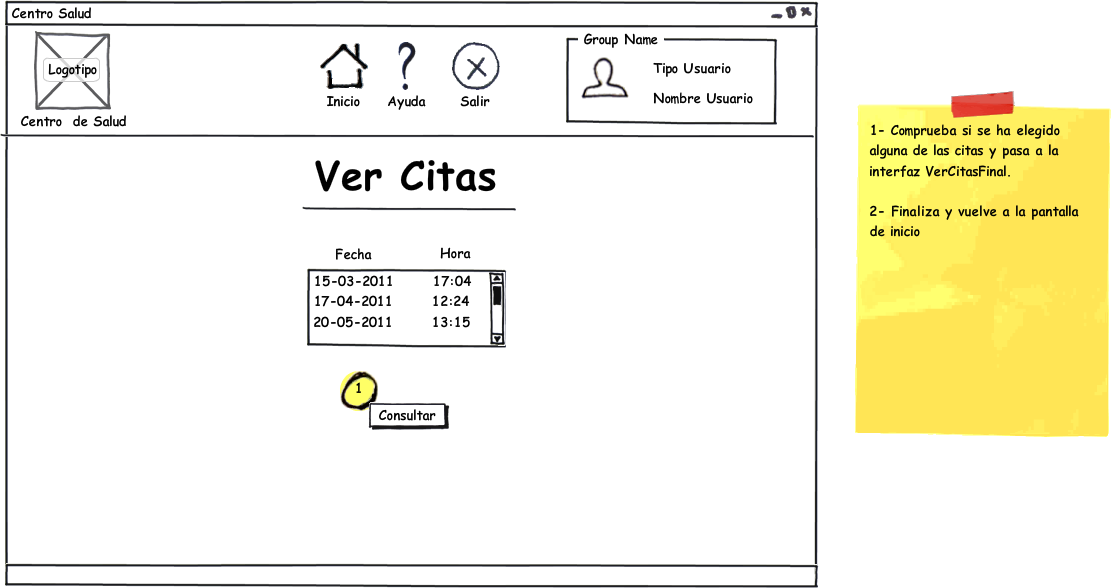 Centro Salud
Logotipo
Centro de Salud
Inicio
Ayuda
Salir
Group Name
Tipo Usuario
Nombre Usuario
Ver Citas
Fecha Hora
15-03-2011 17:04
17-04-2011 12:24
20-05-2011 13:15
1
Consultar
1- Comprueba si se ha elegido
alguna de las citas y pasa a la
interfaz VerCitasFinal.
2- Finaliza y vuelve a la pantalla
de inicio